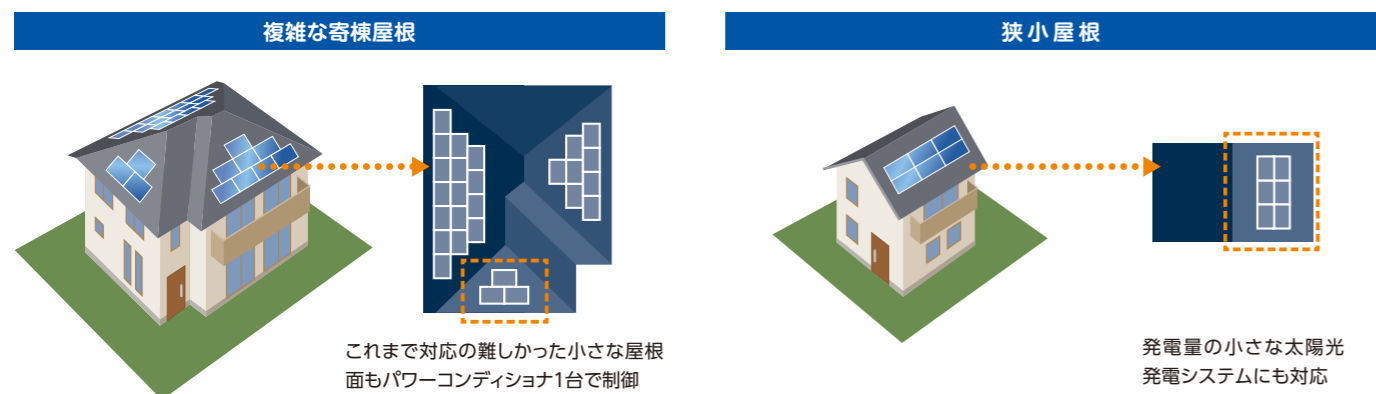 複雑な寄棟屋根
これまで対応の難しかった小さな屋根
面もパワーコンディショナ1台で制御
狭小屋根
発電量の小さな太陽光
発電システムにも対応